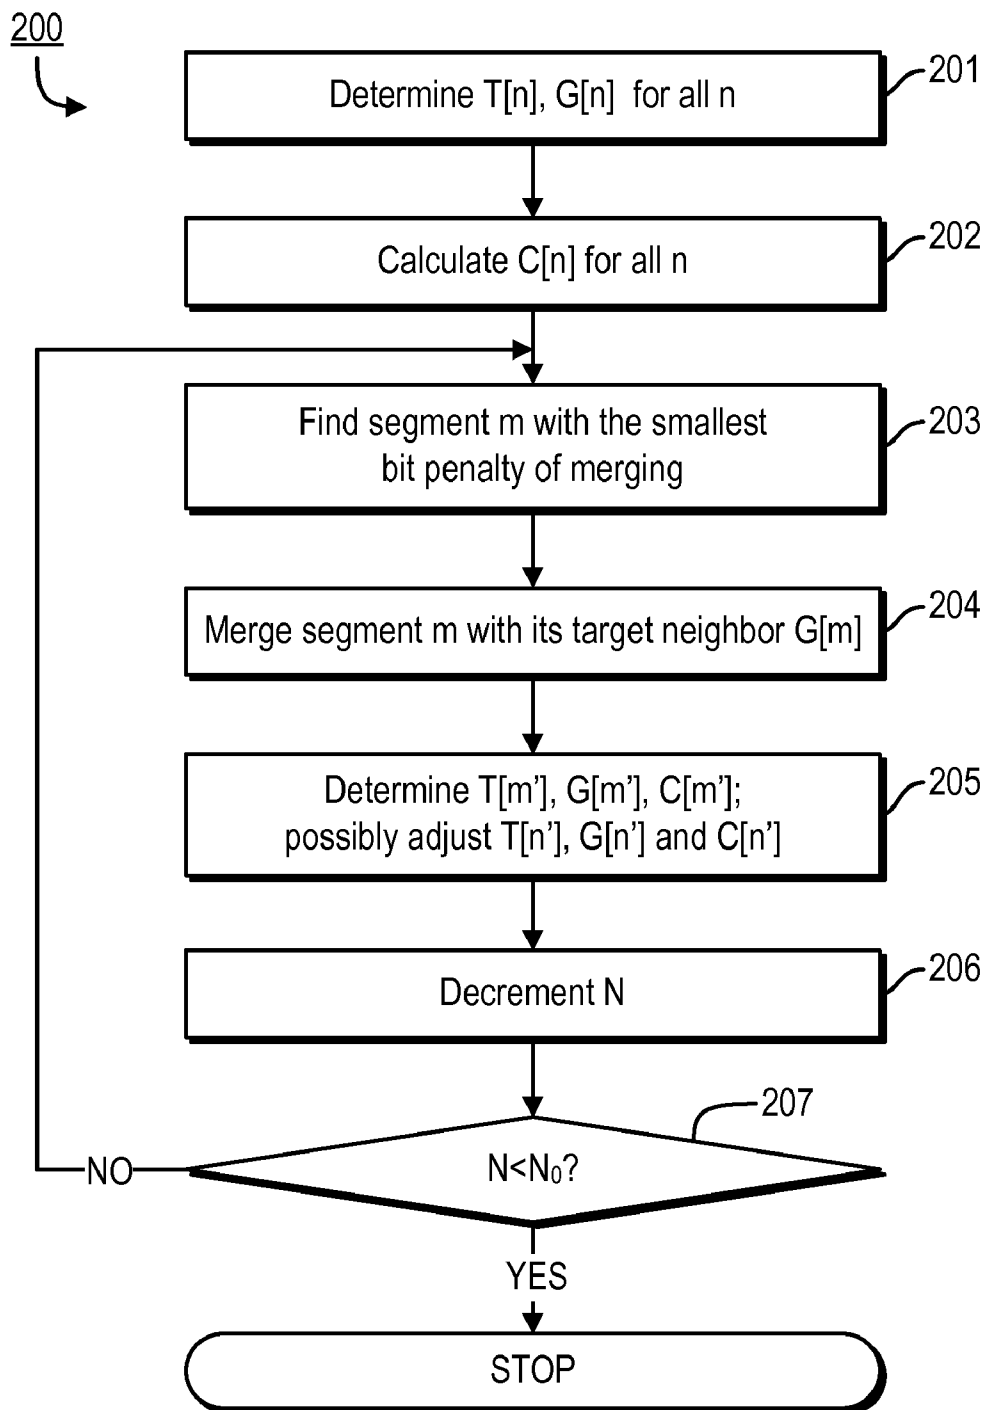 200
Determine T[n], G[n] for all n
201
Calculate C[n] for all n
202
Find segment m with the smallest
bit penalty of merging
203
Merge segment m with its target neighbor G[m]
204
Determine T[m’], G[m’], C[m’];
possibly adjust T[n’], G[n’] and C[n’]
205
Decrement N
206
207
N<N₀?
NO
YES
STOP